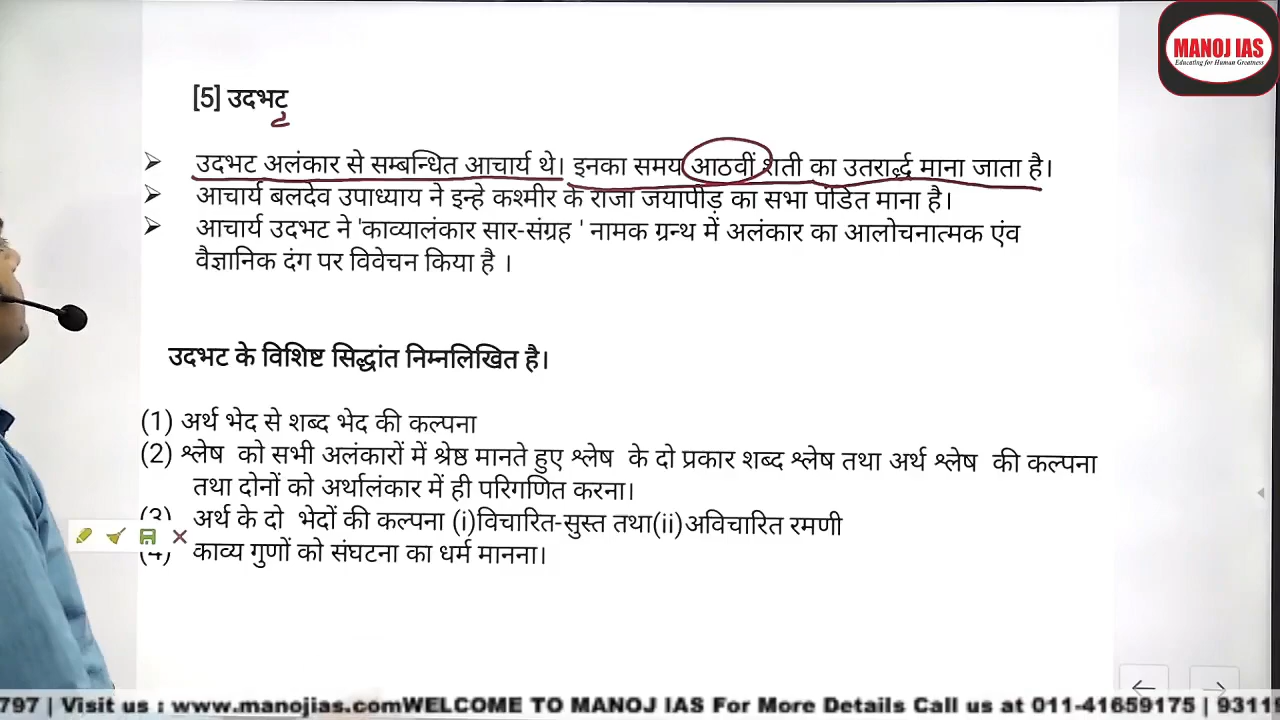 MANOJ IAS
Educating for Human Greatness
[5] उदभट
उदभट अलंकार से सम्बन्धित आचार्य थे। इनका समय आठवीं शती का उतरार्द्ध माना जाता है।
आचार्य बलदेव उपाध्याय ने इन्हे कश्मीर के राजा जयापीड़ का सभा पंडित माना है।
आचार्य उदभट ने 'काव्यालंकार सार-संग्रह ' नामक ग्रन्थ में अलंकार का आलोचनात्मक एंव
वैज्ञानिक दंग पर विवेचन किया है ।
उदभट के विशिष्ट सिद्धांत निम्नलिखित है।
(1) अर्थ भेद से शब्द भेद की कल्पना
(2) श्लेष को सभी अलंकारों में श्रेष्ठ मानते हुए श्लेष के दो प्रकार शब्द श्लेष तथा अर्थ श्लेष की कल्पना
तथा दोनों को अर्थालंकार में ही परिगणित करना।
(3) अर्थ के दो भेदों की कल्पना (i)विचारित-सुस्त तथा(ii)अविचारित रमणी
(4) काव्य गुणों को संघटना का धर्म मानना।
797 | Visit us : www.manojias.comWELCOME TO MANOJ IAS For More Details Call us at 011-41659175 | 9311